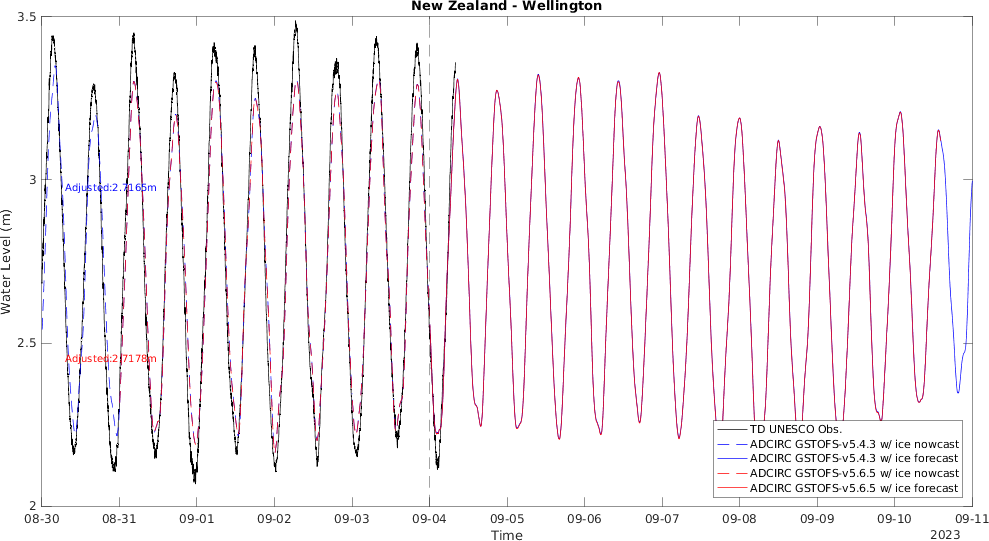 New Zealand - Wellington
3.5
3
2.5
2
Water Level (m)
Adjusted:2.7165m
Adjusted:2.7178m
TD UNESCO Obs.
ADCIRC GSTOFS-v5.4.3 w/ ice nowcast
ADCIRC GSTOFS-v5.4.3 w/ ice forecast
ADCIRC GSTOFS-v5.6.5 w/ ice nowcast
ADCIRC GSTOFS-v5.6.5 w/ ice forecast
08-30 08-31 09-01 09-02 09-03 09-04 09-05 09-06 09-07 09-08 09-09 09-10 09-11
Time
2023